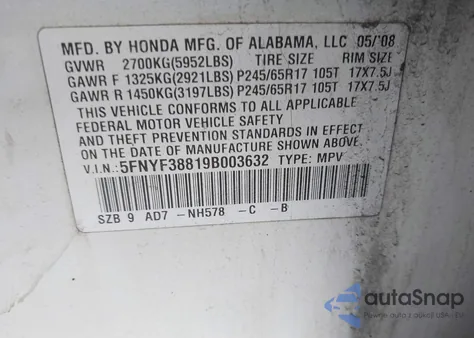 MFD. BY HONDA MFG. OF ALABAMA, LLC 05/'08
GVWR 2700KG(5952LBS) TIRE SIZE RIM SIZE
GAWR F 1325KG(2921LBS) P245/65R17 105T 17X7.5J
GAWR R 1450KG(3197LBS) P245/65R17 105T 17X7.5J
THIS VEHICLE CONFORMS TO ALL APPLICABLE
FEDERAL MOTOR VEHICLE SAFETY
AND THEFT PREVENTION STANDARDS IN EFFECT
ON THE DATE OF MANUFACTURE SHOWN ABOVE.
V.I.N.: 5FNYF38819B003632 TYPE: MPV
SZB 9 AD7 -NH578 -C -B
autoSnap